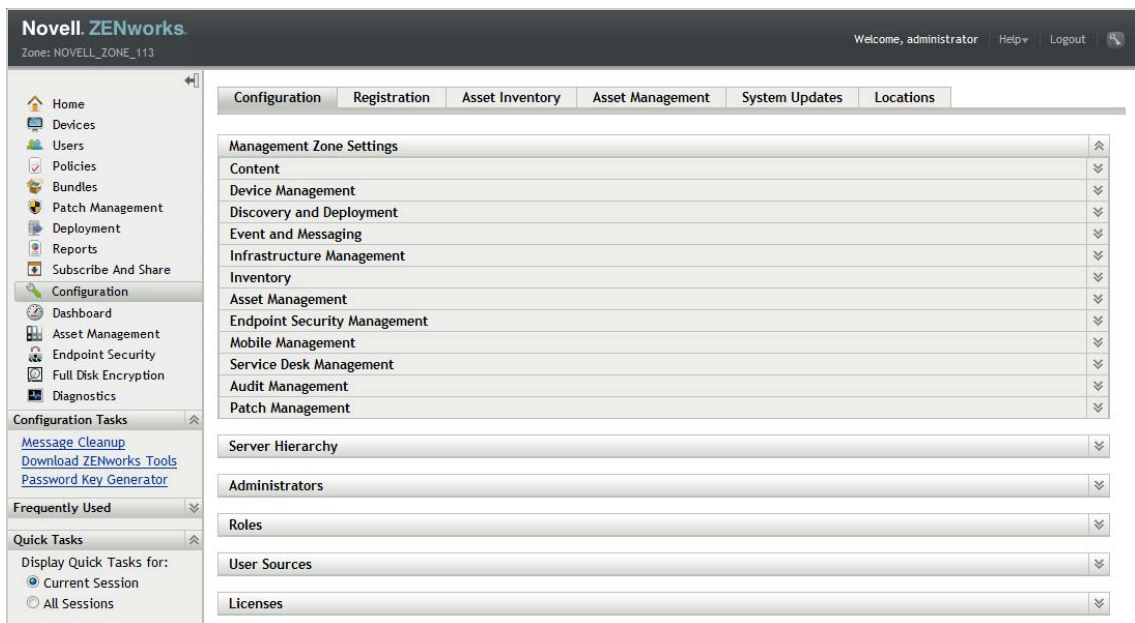 Novell. ZENworks.
Zone: NOVELL_ZONE_113
Welcome, administrator
Help
Logout
Home
Devices
Users
Policies
Bundles
Patch Management
Deployment
Reports
Subscribe And Share
Configuration
Dashboard
Asset Management
Endpoint Security
Full Disk Encryption
Diagnostics
Configuration Tasks
Message Cleanup
Download ZENworks Tools
Password Key Generator
Frequently Used
Quick Tasks
Display Quick Tasks for:
Current Session
All Sessions
Configuration
Registration
Asset Inventory
Asset Management
System Updates
Locations
Management Zone Settings
Content
Device Management
Discovery and Deployment
Event and Messaging
Infrastructure Management
Inventory
Asset Management
Endpoint Security Management
Mobile Management
Service Desk Management
Audit Management
Patch Management
Server Hierarchy
Administrators
Roles
User Sources
Licenses